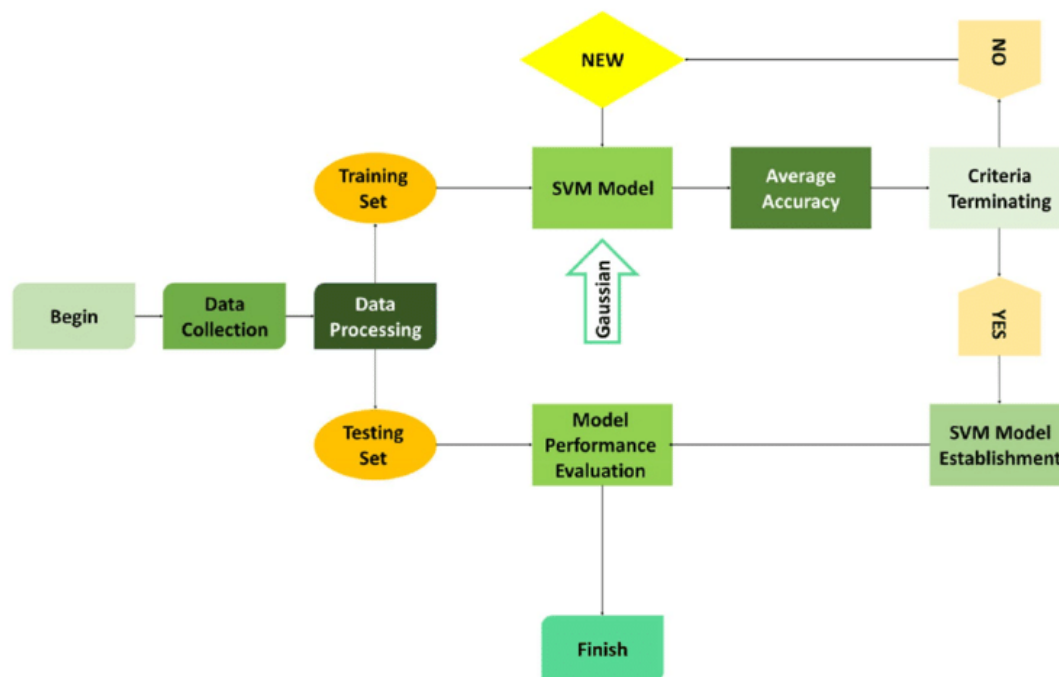 NEW
NO
Training
Set
SVM Model
Average
Accuracy
Criteria
Terminating
Begin
Data
Collection
Data
Processing
Gaussian
YES
Testing
Set
Model
Performance
Evaluation
SVM Model
Establishment
Finish